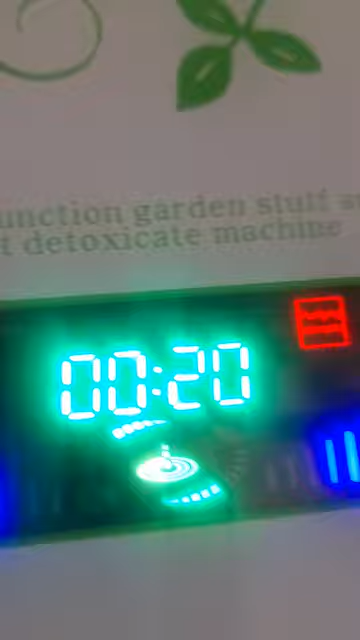 unction garden stuff a
t detoxicate machine
00:20